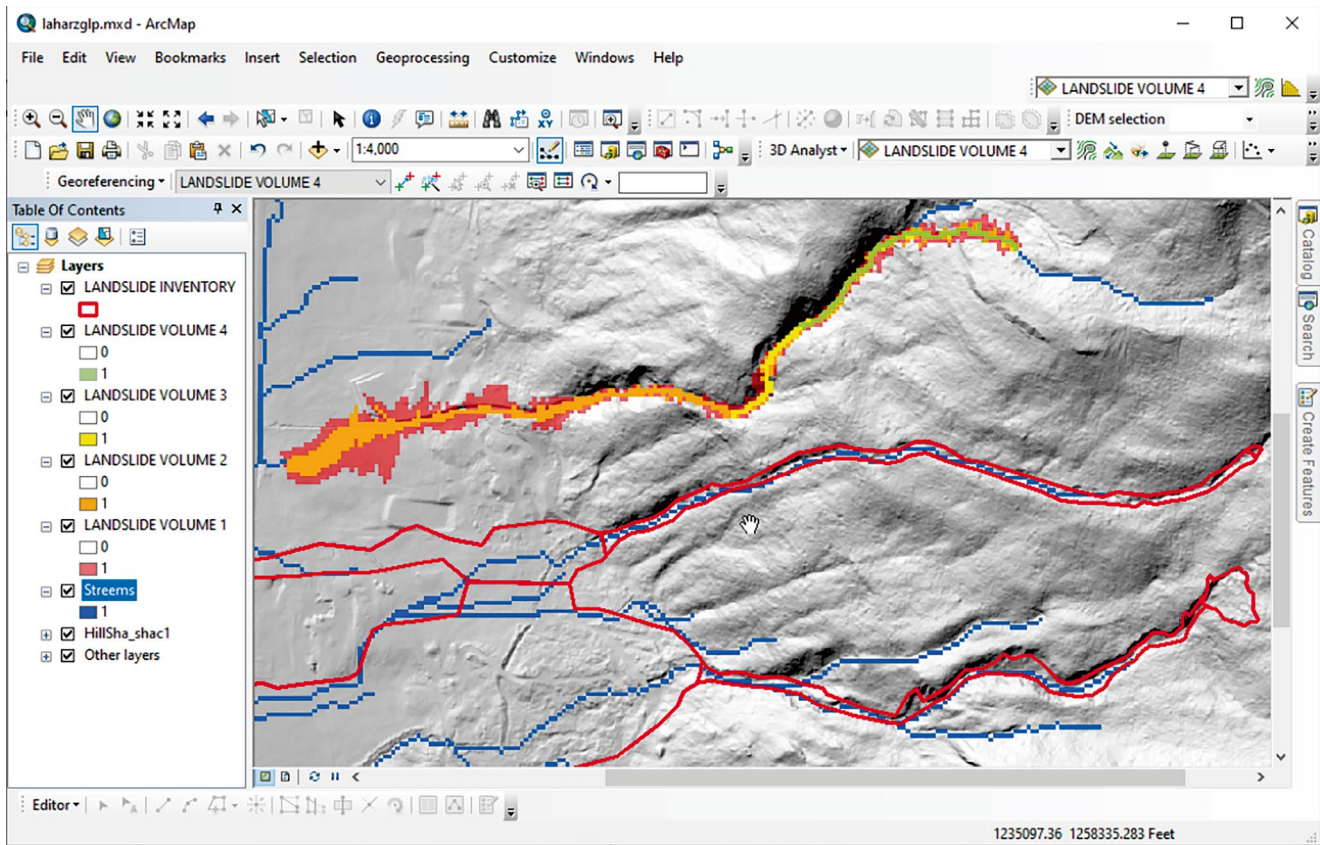 laharzglp.mxd - ArcMap
File Edit View Bookmarks Insert Selection Geoprocessing Customize Windows Help
LANDSLIDE VOLUME 4
DEM selection
1:4,000
3D Analyst LANDSLIDE VOLUME 4
Georeferencing LANDSLIDE VOLUME 4
Table Of Contents
Layers
LANDSLIDE INVENTORY
LANDSLIDE VOLUME 4
0
1
LANDSLIDE VOLUME 3
0
1
LANDSLIDE VOLUME 2
0
1
LANDSLIDE VOLUME 1
0
1
Streems
1
HillSha_shac1
Other layers
Catalog
Search
Create Features
Editor
1235097.36 1258335.283 Feet